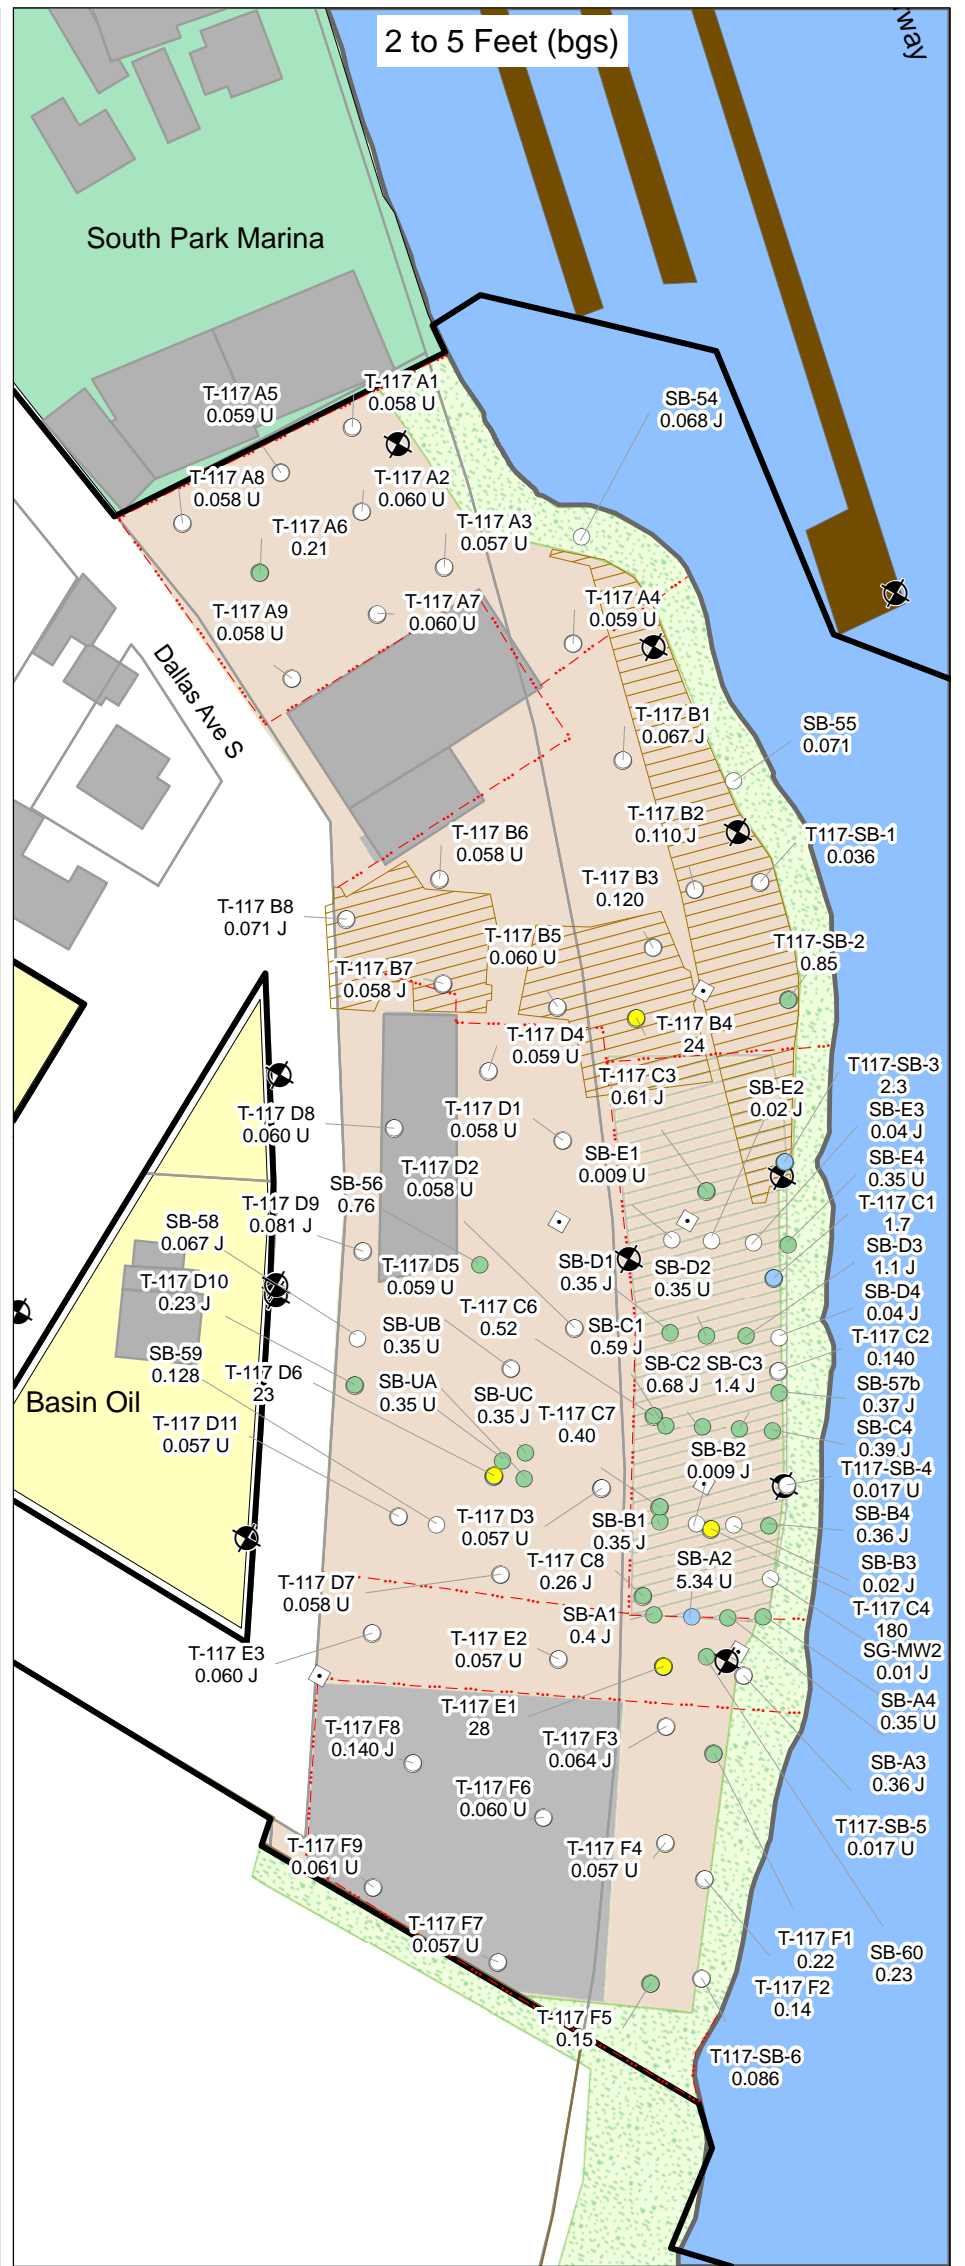 2 to 5 Feet (bgs)
rway
South Park Marina
T-117 A5
0.059 U
T-117 A1
0.058 U
SB-54
0.068 J
T-117 A8
0.058 U
T-117 A2
0.060 U
T-117 A6
0.21
T-117 A3
0.057 U
T-117 A9
0.058 U
T-117 A7
0.060 U
T-117 A4
0.059 U
Dallas Ave S
T-117 B1
0.067 J
SB-55
0.071
T-117 B2
0.110 J
T-117 B6
0.058 U
T117-SB-1
0.036
T-117 B3
0.120
T-117 B8
0.071 J
T-117 B5
0.060 U
T117-SB-2
0.85
T-117 B7
0.058 J
T-117 B4
24
T-117 D4
0.059 U
T-117 C3
0.61 J
SB-E2
0.02 J
T117-SB-3
2.3
T-117 D8
0.060 U
T-117 D1
0.058 U
SB-E3
0.04 J
SB-E1
0.009 U
SB-E4
0.35 U
T-117 D2
0.058 U
SB-56
0.76
T-117 C1
1.7
T-117 D9
0.081 J
SB-58
0.067 J
SB-D3
1.1 J
T-117 D5
0.059 U
SB-D1
0.35 J
SB-D2
0.35 U
T-117 D10
0.23 J
SB-D4
0.04 J
T-117 C6
0.52
SB-UB
0.35 U
SB-C1
0.59 J
T-117 C2
0.140
SB-59
0.128
T-117 D6
23
SB-C2
0.68 J
SB-C3
1.4 J
SB-57b
0.37 J
Basin Oil
SB-UA
0.35 U
SB-UC
0.35 J
T-117 C7
0.40
SB-C4
0.39 J
T-117 D11
0.057 U
SB-B2
0.009 J
T117-SB-4
0.017 U
T-117 D3
0.057 U
SB-B1
0.35 J
SB-B4
0.36 J
T-117 C8
0.26 J
SB-A2
5.34 U
SB-B3
0.02 J
T-117 D7
0.058 U
SB-A1
0.4 J
T-117 C4
180
T-117 E3
0.060 J
T-117 E2
0.057 U
SG-MW2
0.01 J
SB-A4
0.35 U
T-117 E1
28
T-117 F8
0.140 J
T-117 F3
0.064 J
SB-A3
0.36 J
T-117 F6
0.060 U
T117-SB-5
0.017 U
T-117 F9
0.061 U
T-117 F4
0.057 U
T-117 F7
0.057 U
T-117 F1
0.22
SB-60
0.23
T-117 F2
0.14
T-117 F5
0.15
T117-SB-6
0.086